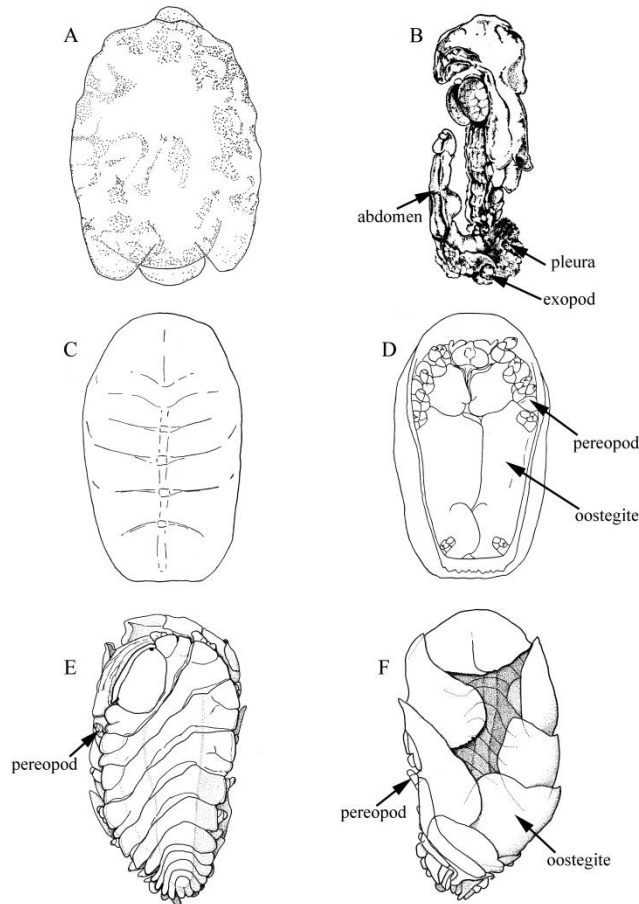 A
B
abdomen
pleura
exopod
C
D
pereopod
oostegite
E
F
pereopod
pereopod
oostegite